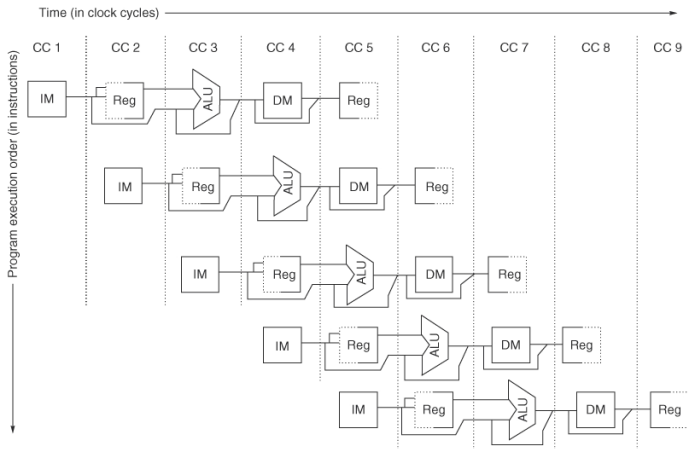 Time (in clock cycles)
CC 1 CC 2 CC 3 CC 4 CC 5 CC 6 CC 7 CC 8 CC 9
Program execution order (in instructions)
IM Reg ALU DM Reg
IM Reg ALU DM Reg
IM Reg ALU DM Reg
IM Reg ALU DM Reg
IM Reg ALU DM Reg